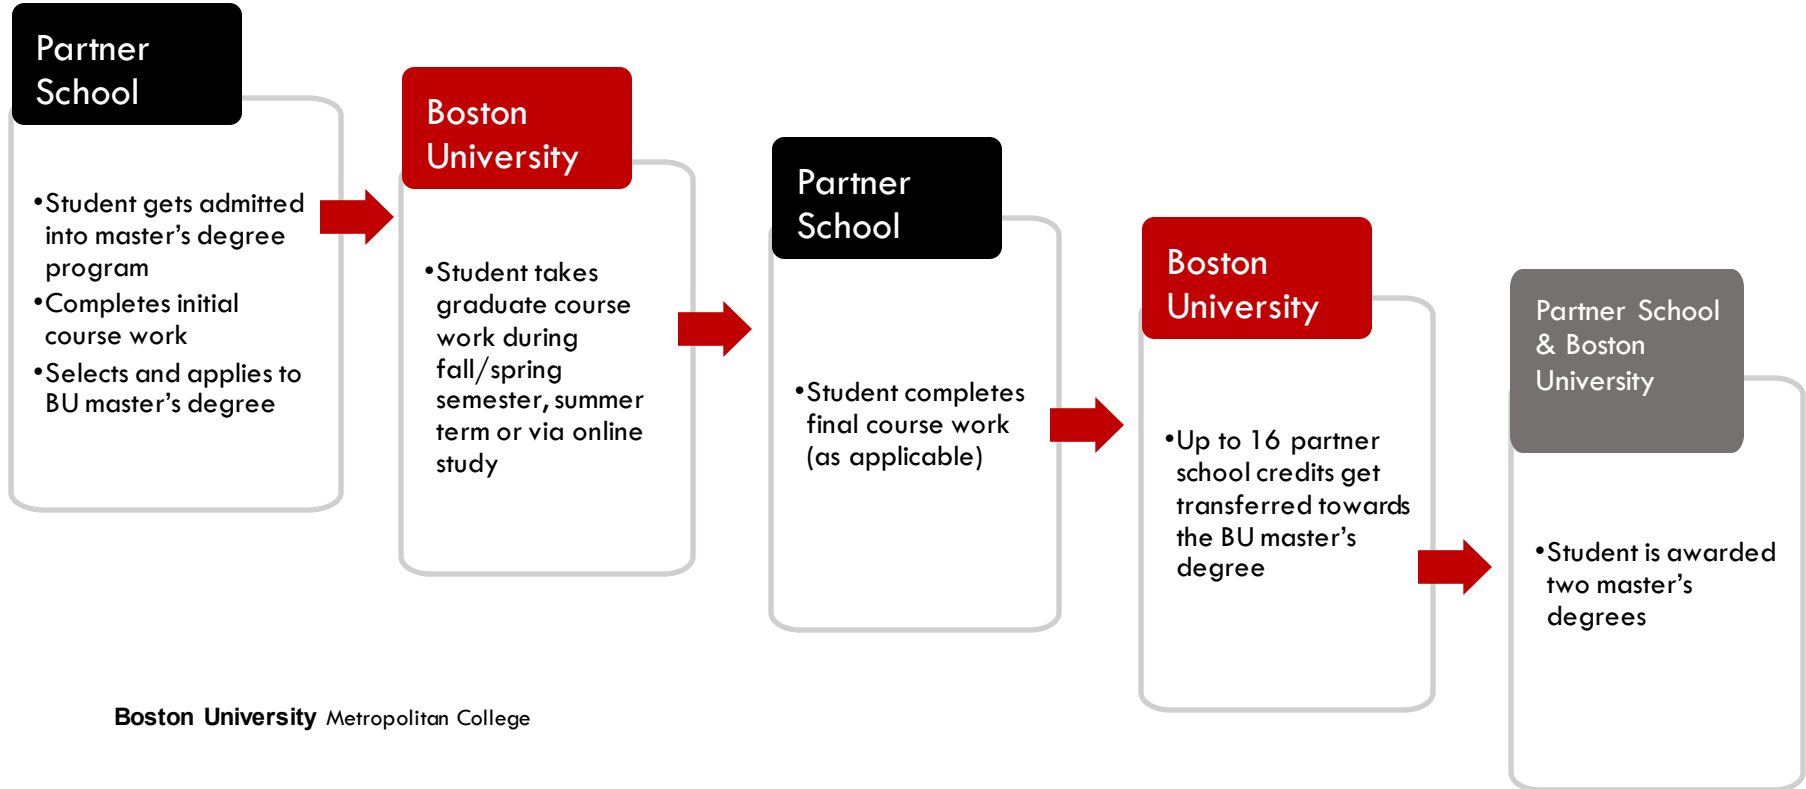 Partner
School
•Student gets admitted
into master's degree
program
•Completes initial
course work
•Selects and applies to
BU master's degree
Boston
University
•Student takes
graduate course
work during
fall/spring
semester, summer
term or via online
study
Partner
School
•Student completes
final course work
(as applicable)
Boston
University
•Up to 16 partner
school credits get
transferred towards
the BU master's
degree
Partner School
& Boston
University
•Student is awarded
two master's
degrees
Boston University Metropolitan College